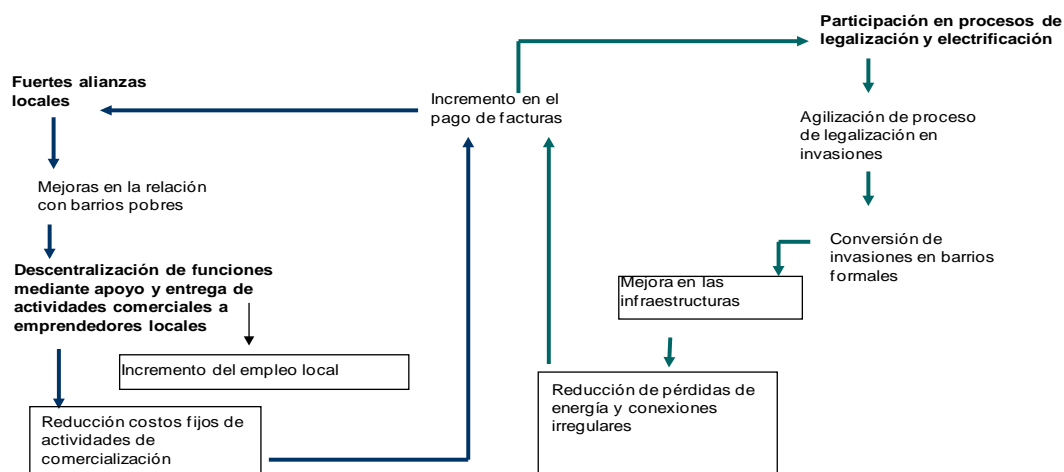 Participación en procesos de
legalización y electrificación
Fuertes alianzas
locales
Incremento en el
pago de facturas
Agilización de proceso
de legalización en
invasiones
Mejoras en la relación
con barrios pobres
Conversión de
invasiones en barrios
formales
Descentralización de funciones
mediante apoyo y entrega de
actividades comerciales a
emprendedores locales
Mejora en las
infraestructuras
Incremento del empleo local
Reducción de pérdidas de
energía y conexiones
irregulares
Reducción costos fijos de
actividades de
comercialización